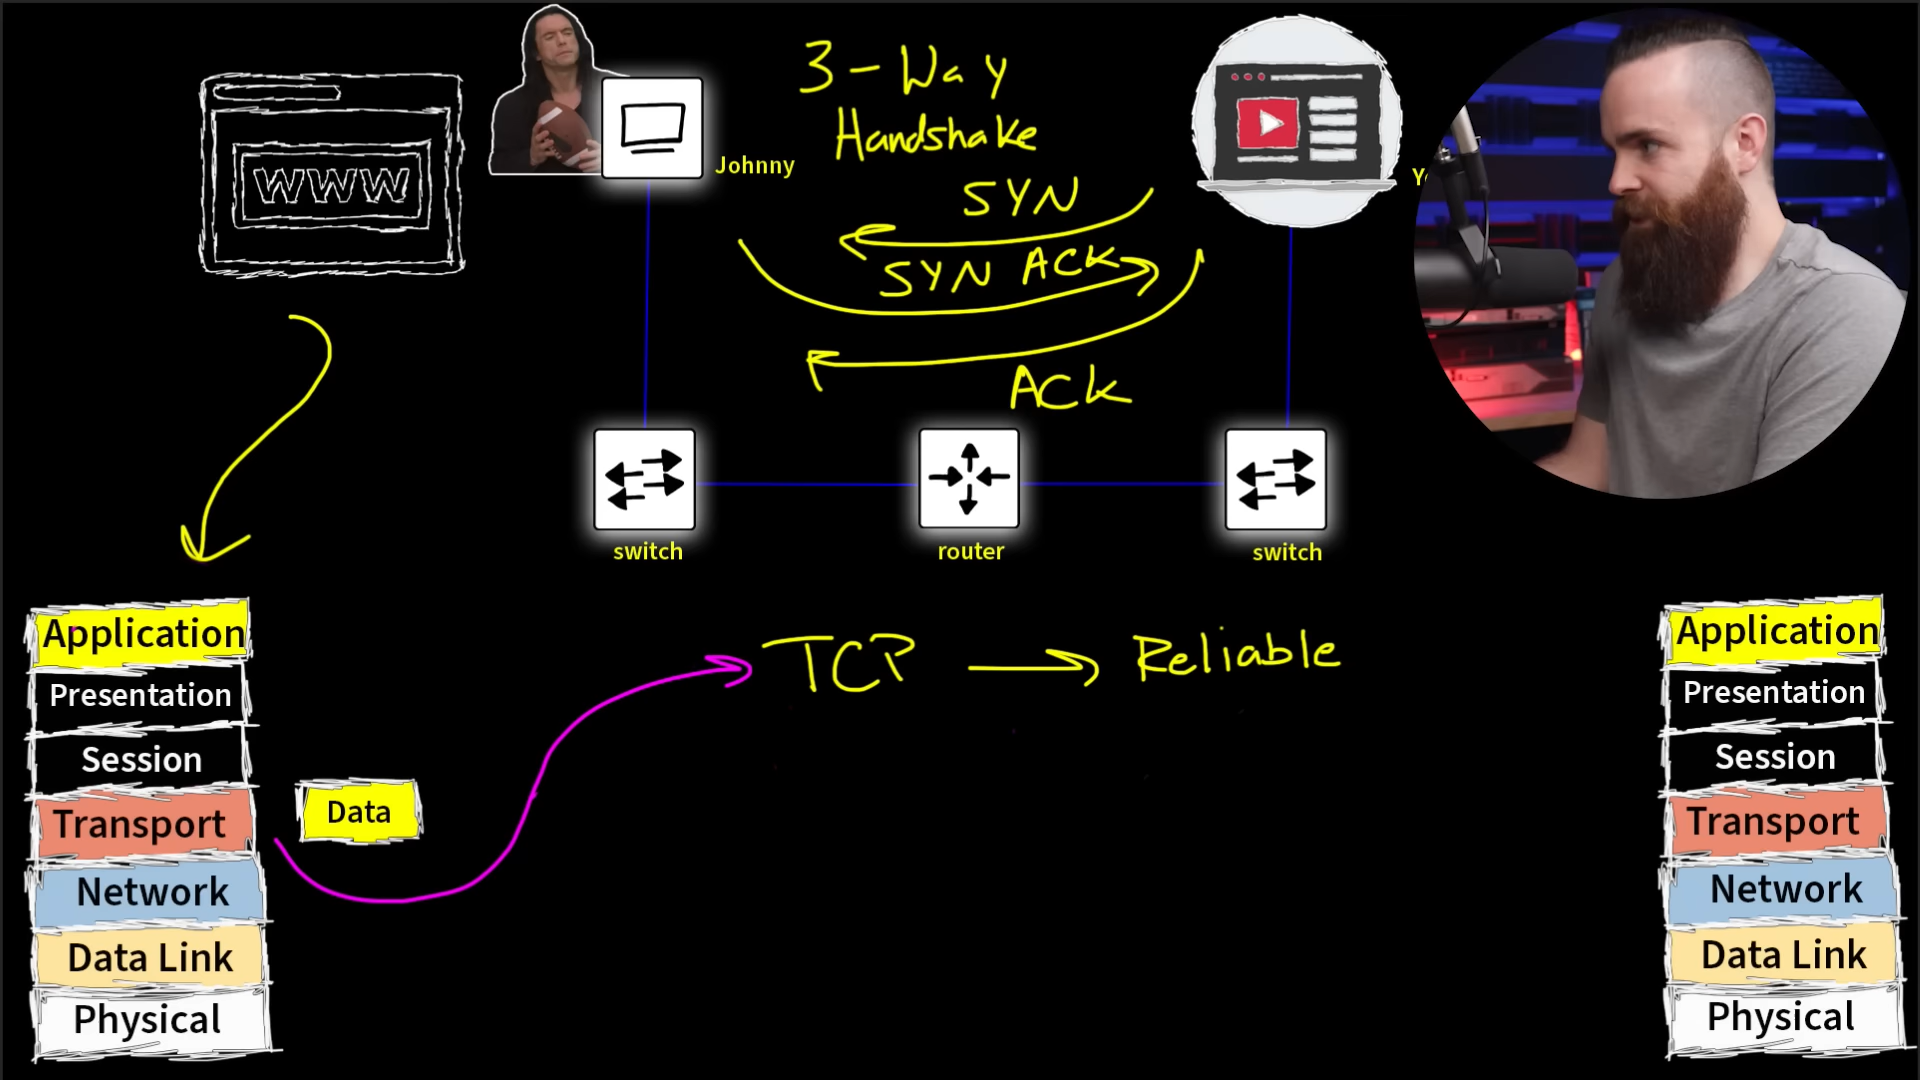 WWW
Johnny
3-Way
Handshake
SYN
SYN ACK
ACK
switch
router
switch
TCP → Reliable
Application
Presentation
Session
Transport
Network
Data Link
Physical
Data
Application
Presentation
Session
Transport
Network
Data Link
Physical